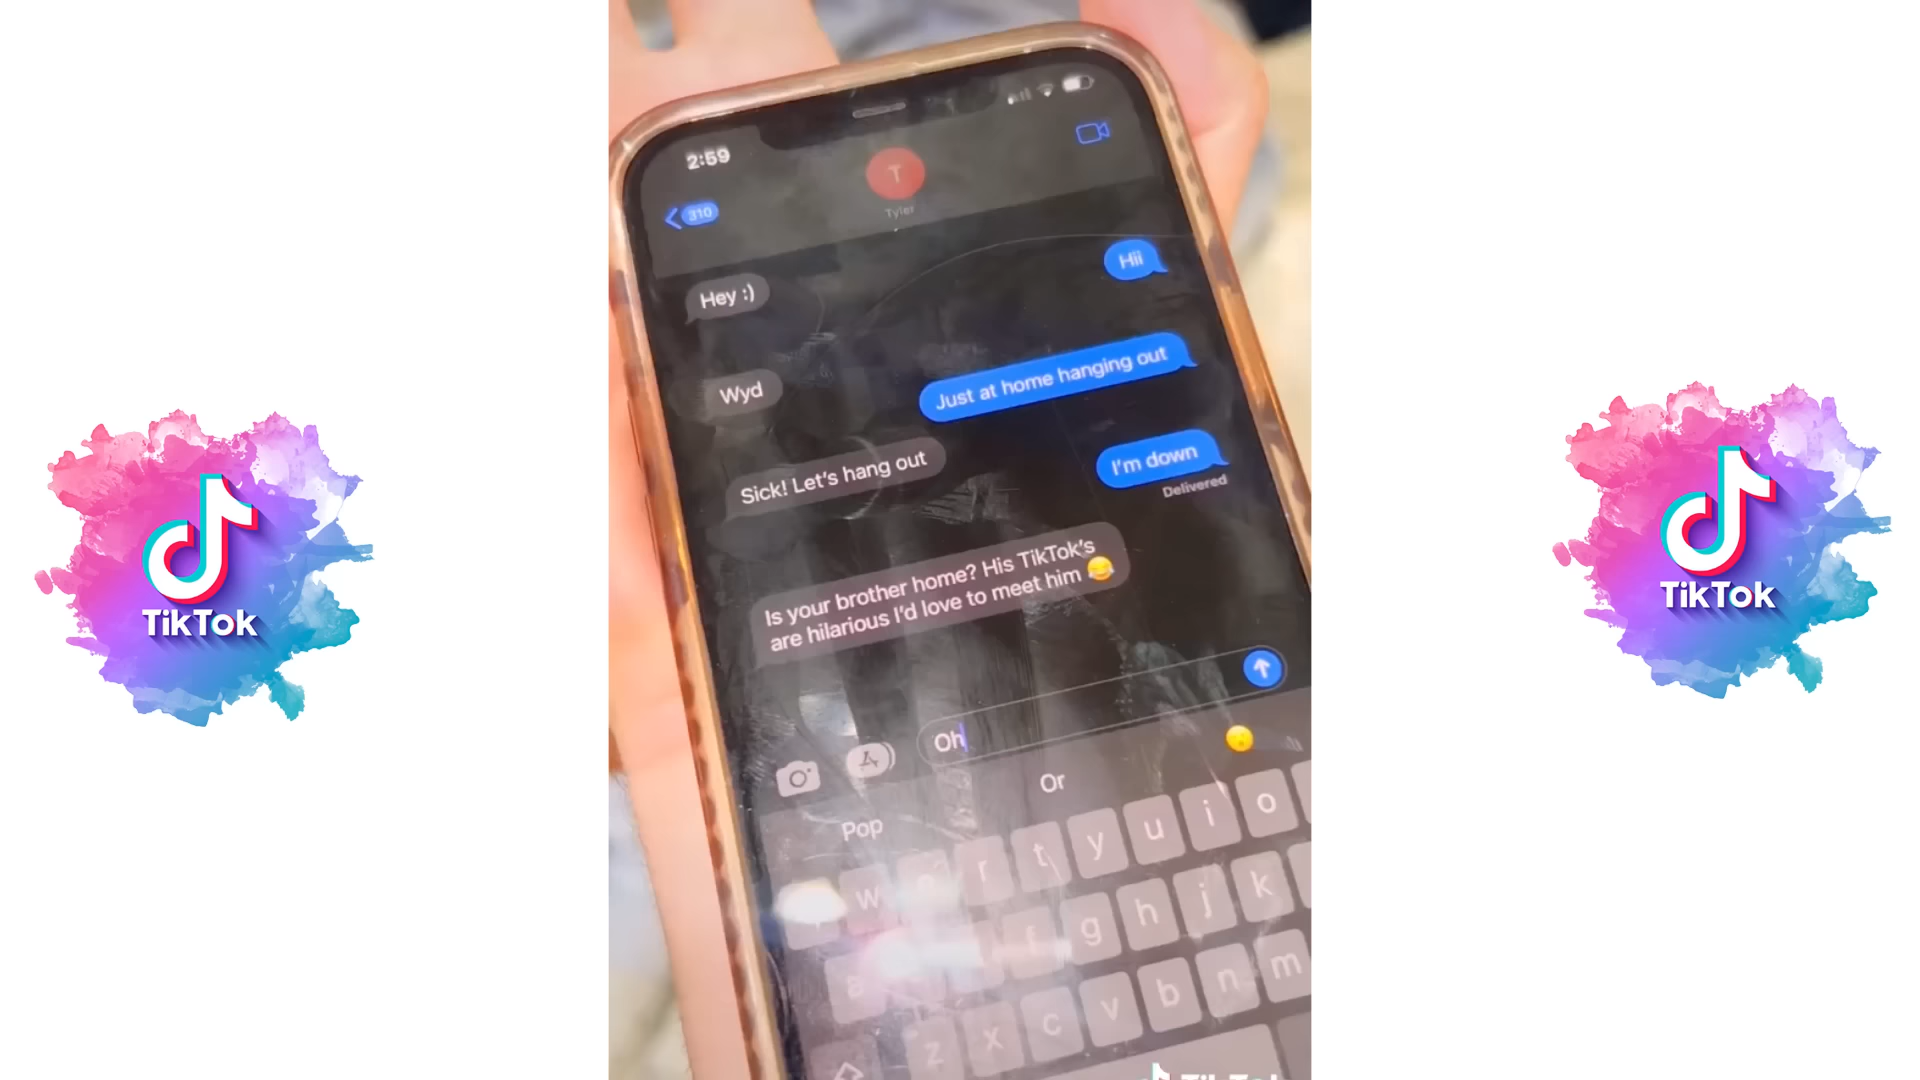 2:59
310
T
Tyler
Hii
Hey :)
Just at home hanging out
Wyd
I'm down
Delivered
Sick! Let's hang out
Is your brother home? His TikTok's
are hilarious I'd love to meet him 😂
Oh
Pop
Or
😮
w r t y u i o
a f g h j k
z x c v b n m
TikTok
TikTok
TikTok